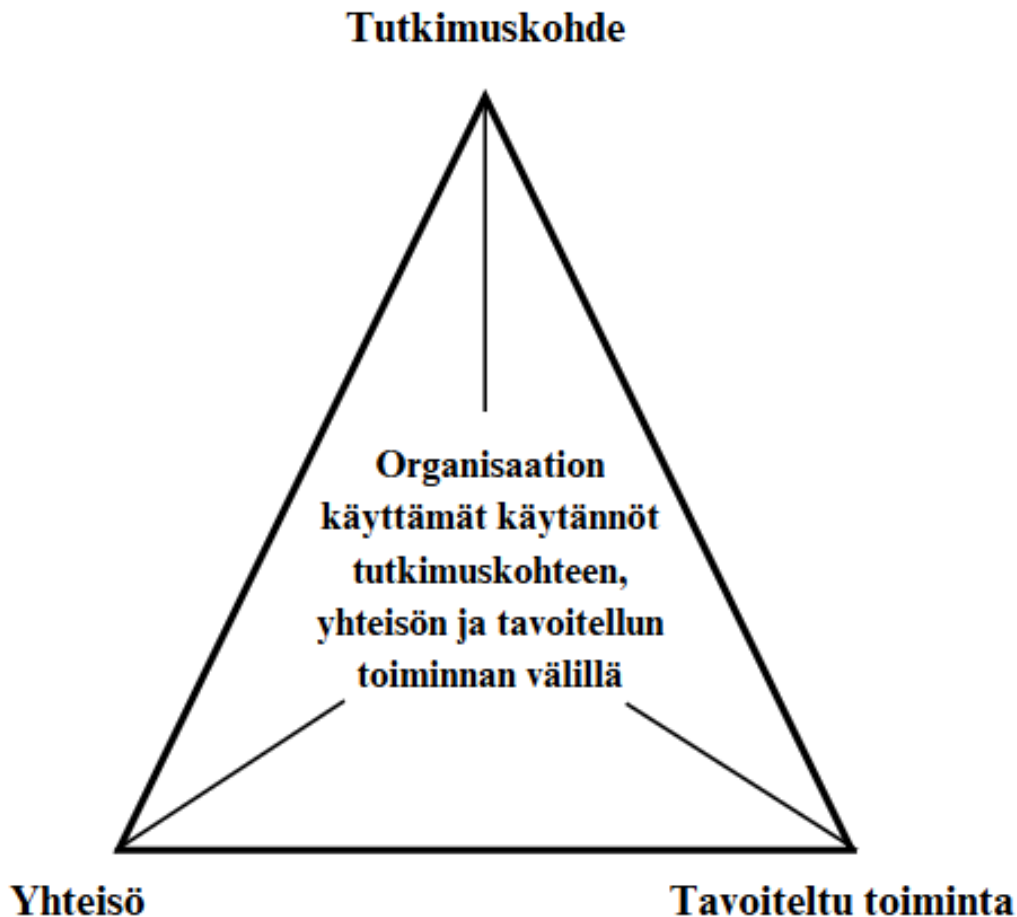 Tutkimuskohde
Organisaation
käyttämät käytännöt
tutkimuskohteen,
yhteisön ja tavoitellun
toiminnan välillä
Yhteisö
Tavoiteltu toiminta